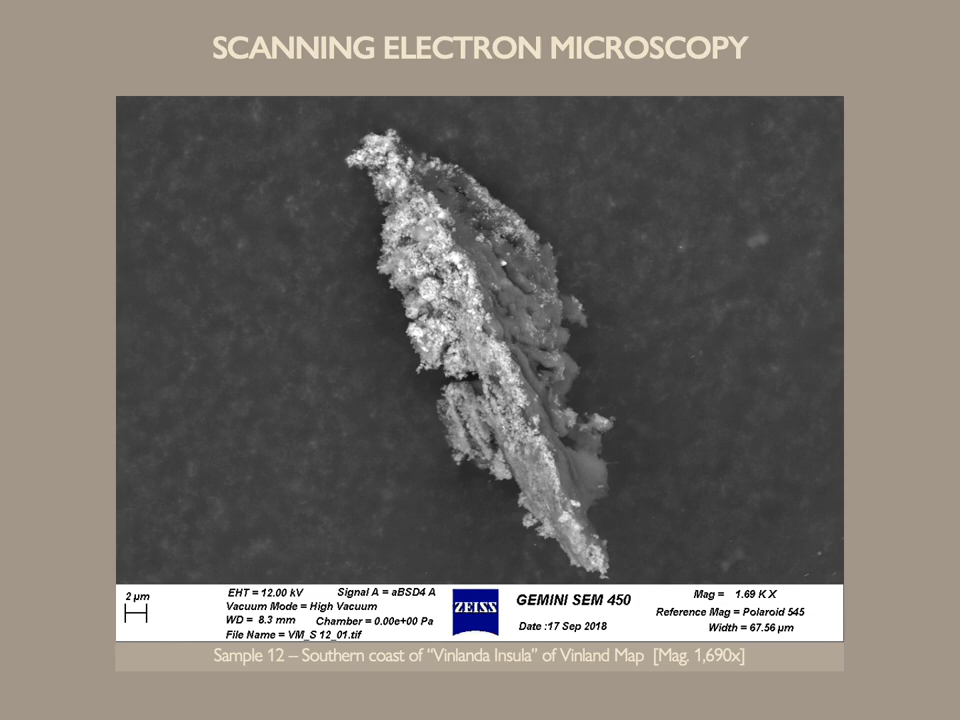 SCANNING ELECTRON MICROSCOPY
2 µm
EHT = 12.00 kV Signal A = aBSD4 A
Vacuum Mode = High Vacuum
WD = 8.3 mm Chamber = 0.00e+00 Pa
File Name = VM_S 12_01.tif
ZEISS
GEMINI SEM 450
Date :17 Sep 2018
Mag = 1.69 K X
Reference Mag = Polaroid 545
Width = 67.56 µm
Sample 12 – Southern coast of “Vinlanda Insula” of Vinland Map [Mag. 1,690x]